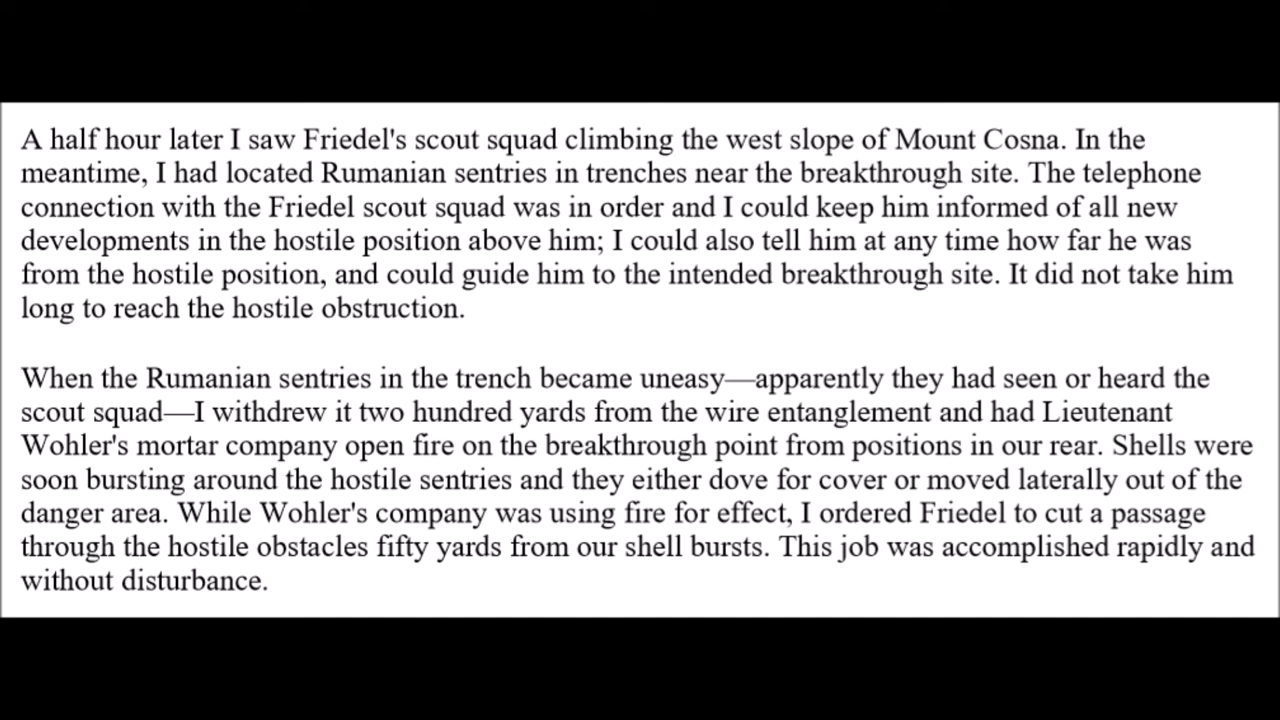 A half hour later I saw Friedel's scout squad climbing the west slope of Mount Cosna. In the
meantime, I had located Rumanian sentries in trenches near the breakthrough site. The telephone
connection with the Friedel scout squad was in order and I could keep him informed of all new
developments in the hostile position above him; I could also tell him at any time how far he was
from the hostile position, and could guide him to the intended breakthrough site. It did not take him
long to reach the hostile obstruction.

When the Rumanian sentries in the trench became uneasy—apparently they had seen or heard the
scout squad—I withdrew it two hundred yards from the wire entanglement and had Lieutenant
Wohler's mortar company open fire on the breakthrough point from positions in our rear. Shells were
soon bursting around the hostile sentries and they either dove for cover or moved laterally out of the
danger area. While Wohler's company was using fire for effect, I ordered Friedel to cut a passage
through the hostile obstacles fifty yards from our shell bursts. This job was accomplished rapidly and
without disturbance.